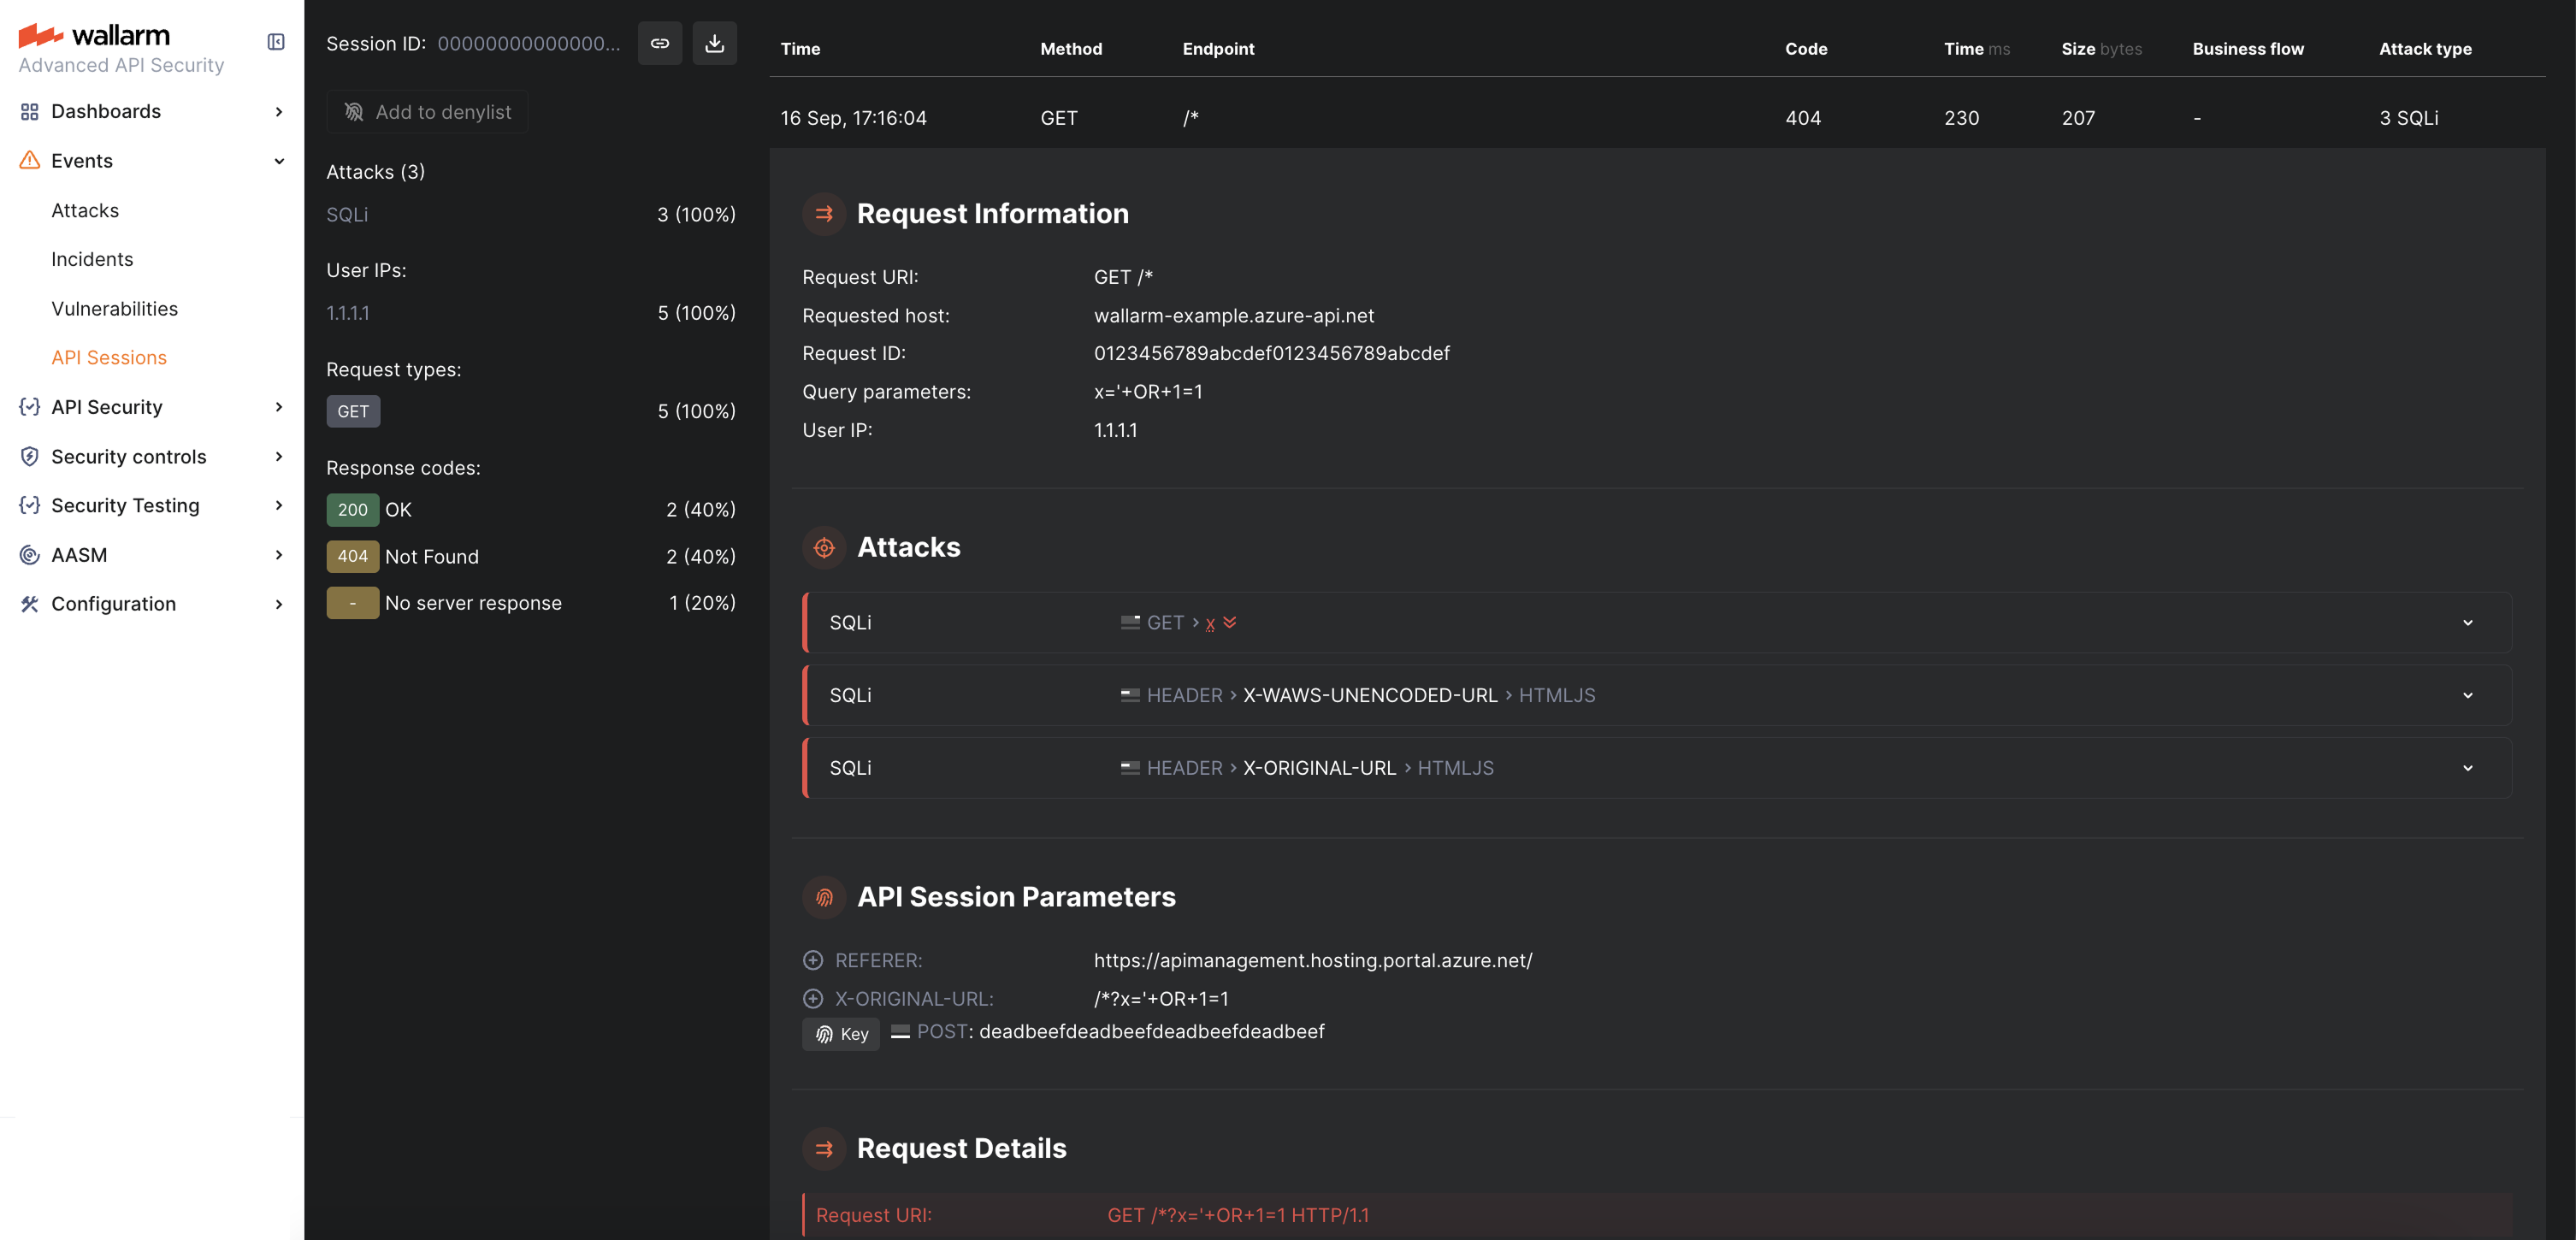 wallarm
Advanced API Security
Dashboards
Events
Attacks
Incidents
Vulnerabilities
API Sessions
API Security
Security controls
Security Testing
AASM
Configuration
Session ID: 00000000000000...
Add to denylist
Attacks (3)
SQLi 3 (100%)
User IPs:
1.1.1.1 5 (100%)
Request types:
GET 5 (100%)
Response codes:
200 OK 2 (40%)
404 Not Found 2 (40%)
- No server response 1 (20%)
Time Method Endpoint Code Time ms Size bytes Business flow Attack type
16 Sep, 17:16:04 GET /* 404 230 207 - 3 SQLi
Request Information
Request URI: GET /*
Requested host: wallarm-example.azure-api.net
Request ID: 0123456789abcdef0123456789abcdef
Query parameters: x='+OR+1=1
User IP: 1.1.1.1
Attacks
SQLi GET > x
SQLi HEADER > X-WAWS-UNENCODED-URL > HTMLJS
SQLi HEADER > X-ORIGINAL-URL > HTMLJS
API Session Parameters
REFERER: https://apimanagement.hosting.portal.azure.net/
X-ORIGINAL-URL: /*?x='+OR+1=1
Key POST: deadbeefdeadbeefdeadbeefdeadbeef
Request Details
Request URI: GET /*?x='+OR+1=1 HTTP/1.1